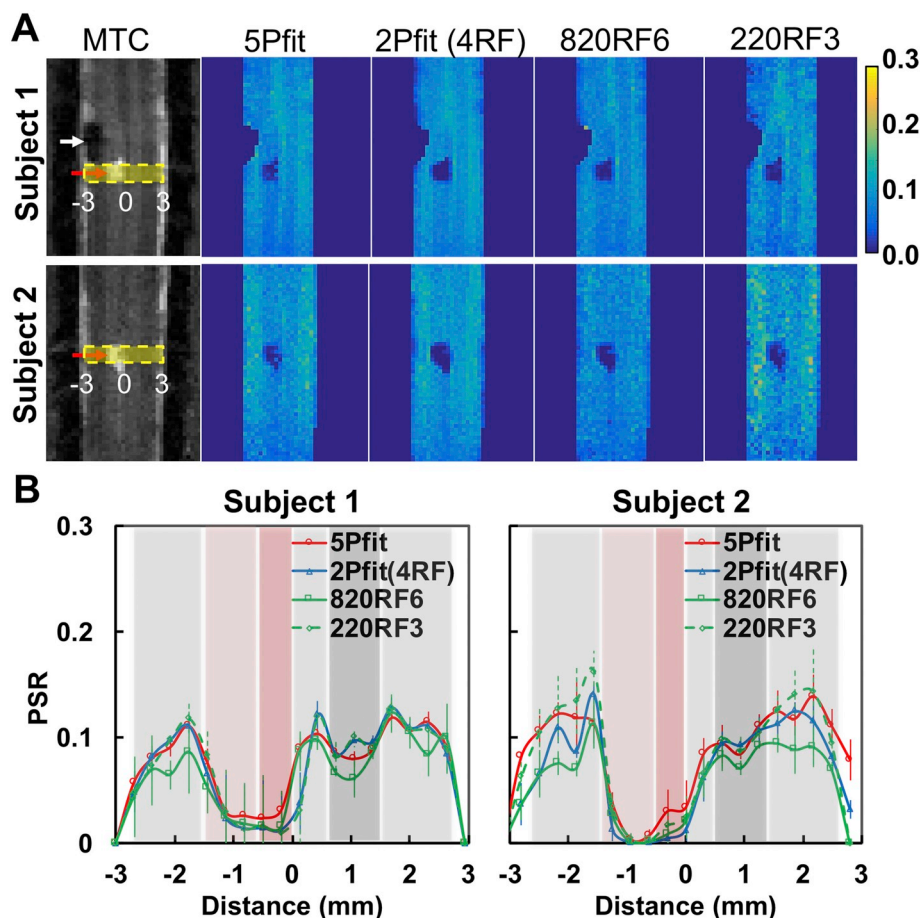 A
MTC 5Pfit 2Pfit (4RF) 820RF6 220RF3
Subject 1
-3 0 3
0.3
0.2
0.1
0.0
Subject 2
-3 0 3
B
Subject 1
0.3
0.2
0.1
0
PSR
5Pfit
2Pfit(4RF)
820RF6
220RF3
-3 -2 -1 0 1 2 3
Distance (mm)
Subject 2
5Pfit
2Pfit(4RF)
820RF6
220RF3
-3 -2 -1 0 1 2 3
Distance (mm)